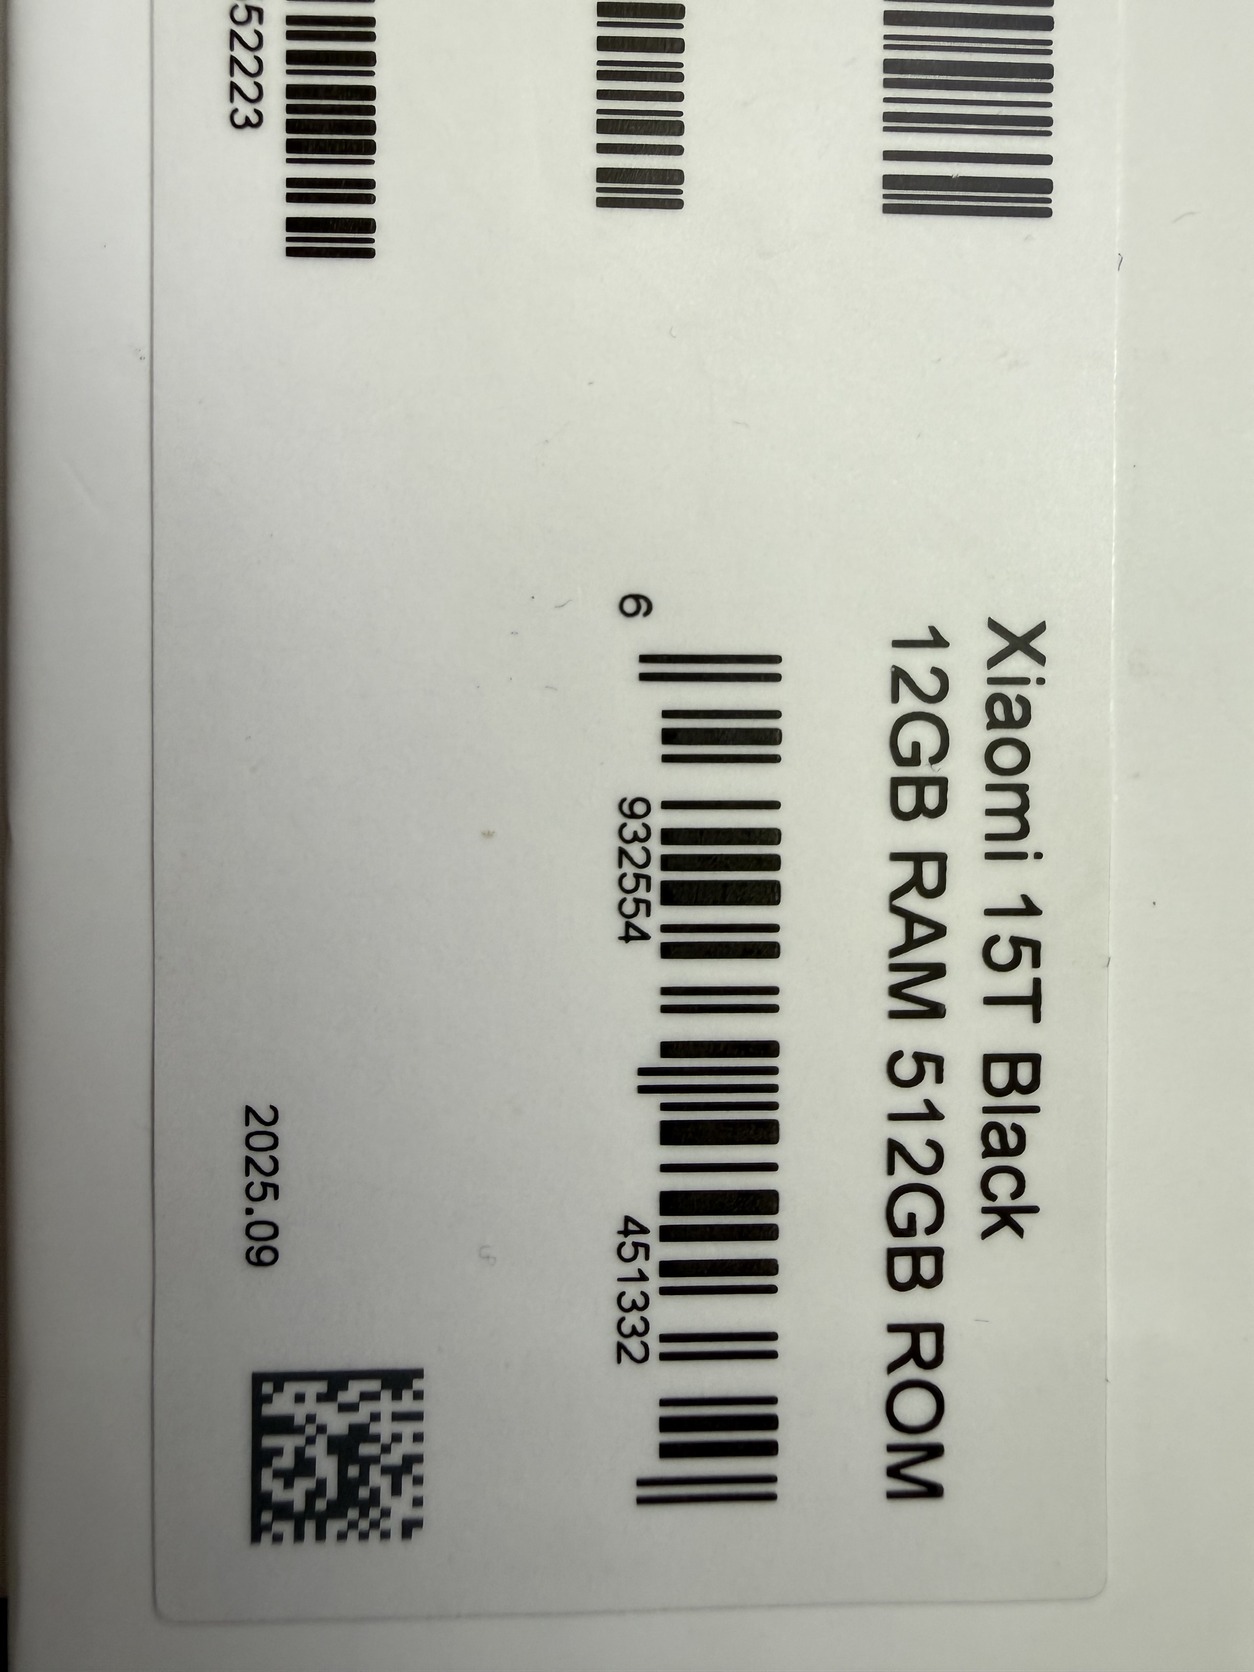 Xiaomi 15T Black
12GB RAM 512GB ROM
6 932554 451332
52223
2025.09